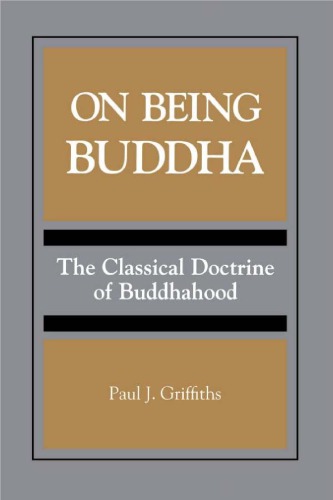 ON BEING
BUDDHA
The Classical Doctrine
of Buddhahood
Paul J. Griffiths